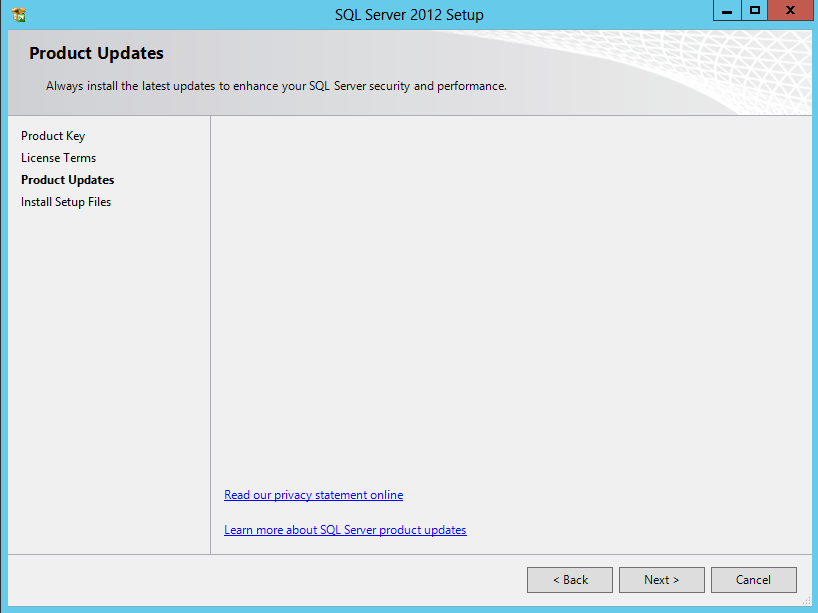 SQL Server 2012 Setup
Product Updates
Always install the latest updates to enhance your SQL Server security and performance.
Product Key
License Terms
Product Updates
Install Setup Files
Read our privacy statement online
Learn more about SQL Server product updates
< Back
Next >
Cancel